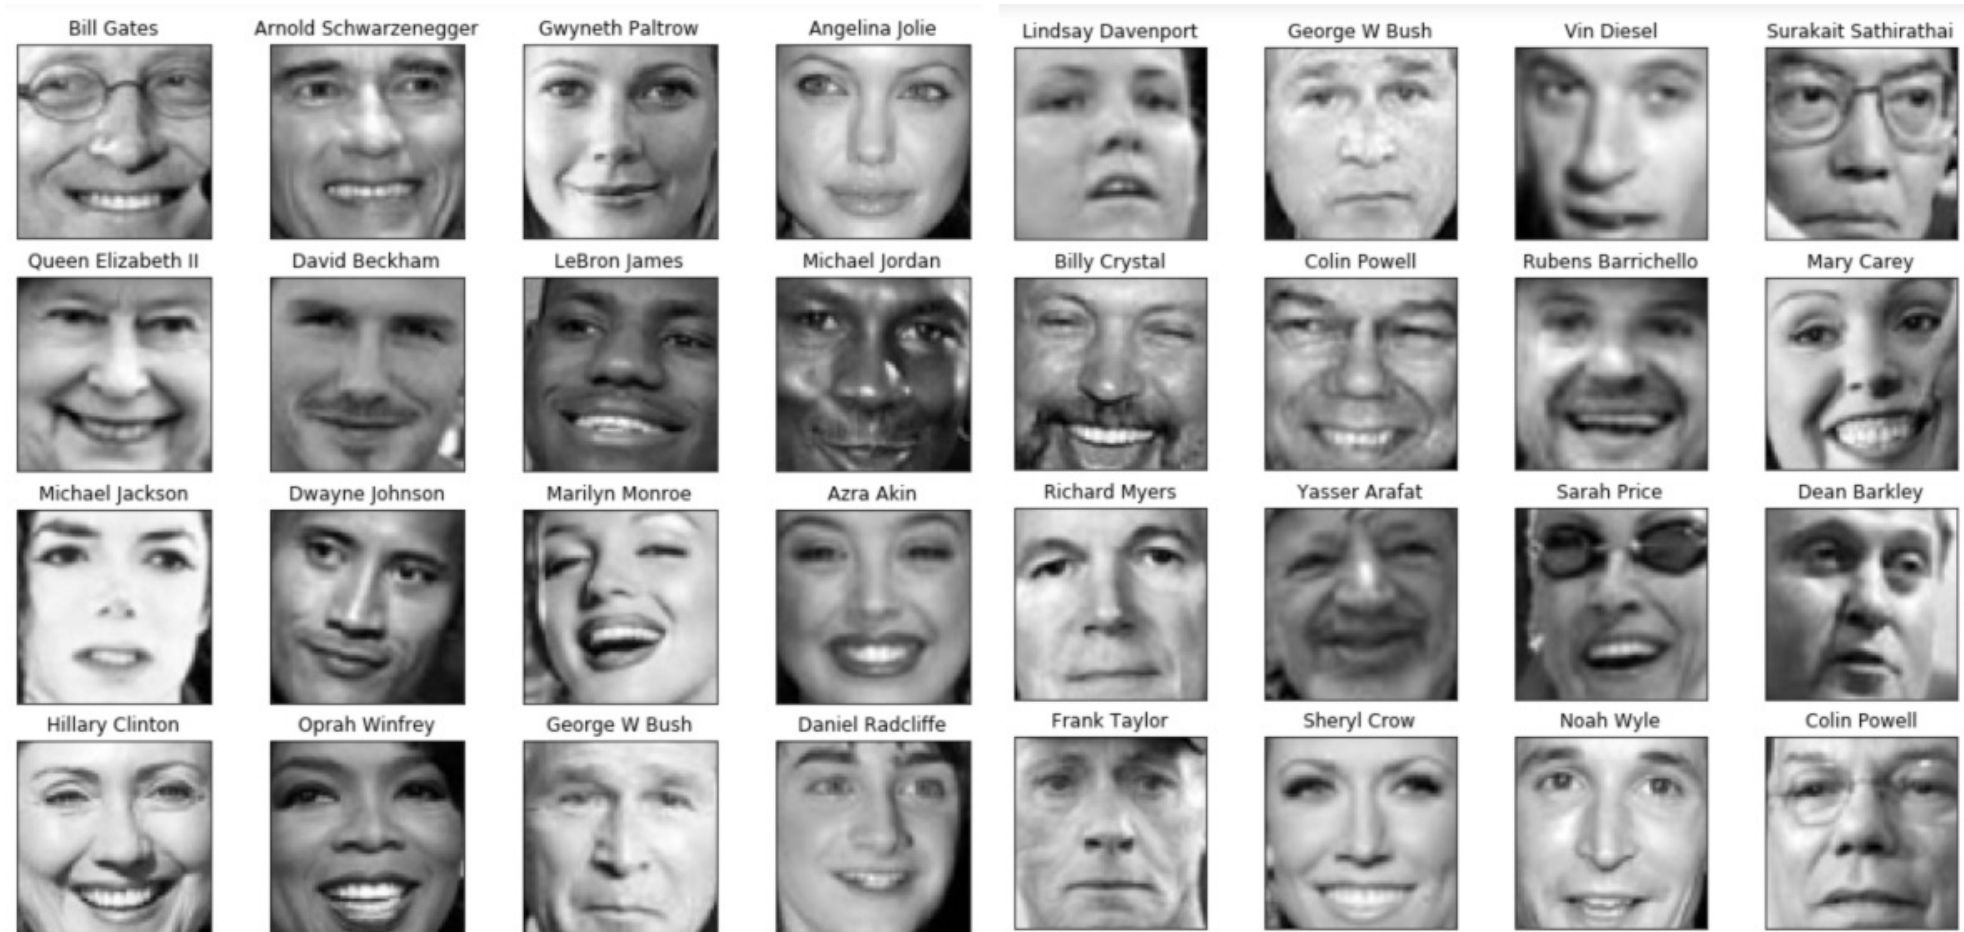 Bill Gates Arnold Schwarzenegger Gwyneth Paltrow Angelina Jolie Lindsay Davenport George W Bush Vin Diesel Surakait Sathirathai
Queen Elizabeth II David Beckham LeBron James Michael Jordan Billy Crystal Colin Powell Rubens Barrichello Mary Carey
Michael Jackson Dwayne Johnson Marilyn Monroe Azra Akin Richard Myers Yasser Arafat Sarah Price Dean Barkley
Hillary Clinton Oprah Winfrey George W Bush Daniel Radcliffe Frank Taylor Sheryl Crow Noah Wyle Colin Powell